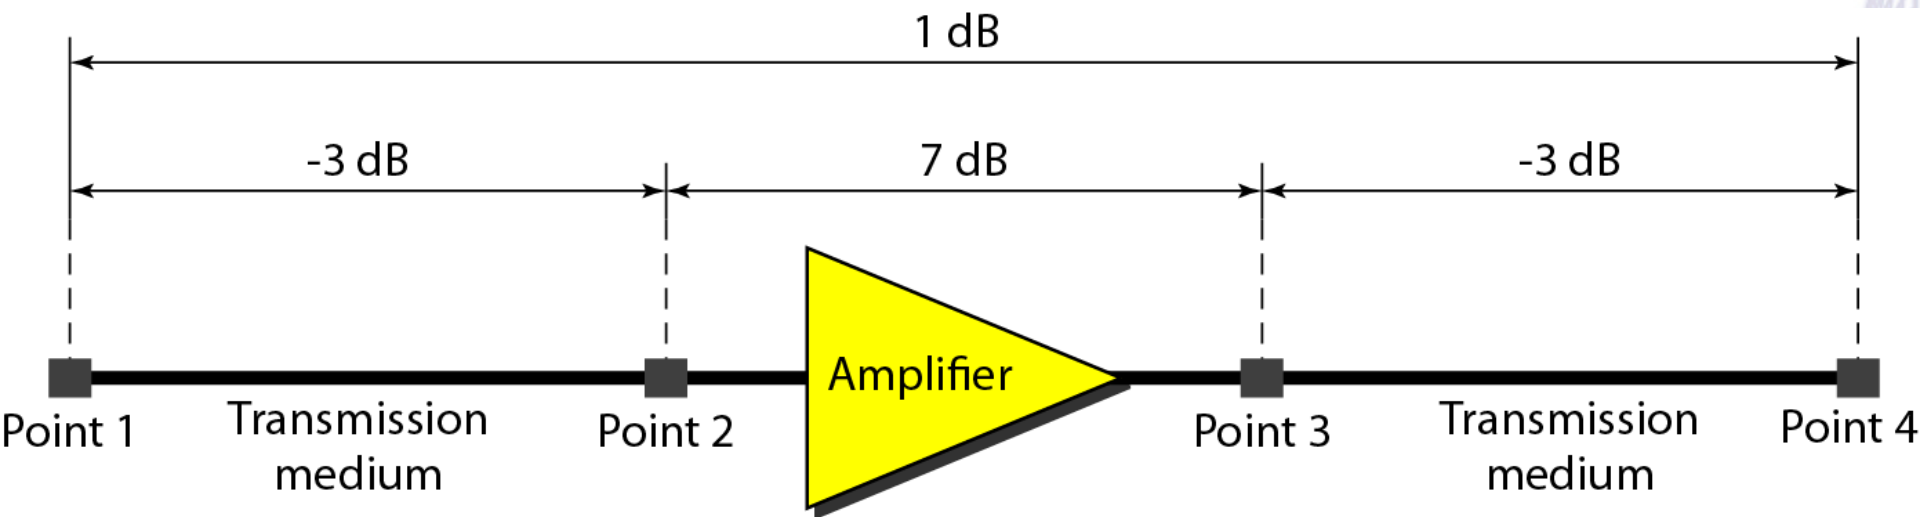 1 dB
-3 dB
7 dB
-3 dB
Amplifier
Point 1
Transmission
medium
Point 2
Point 3
Transmission
medium
Point 4